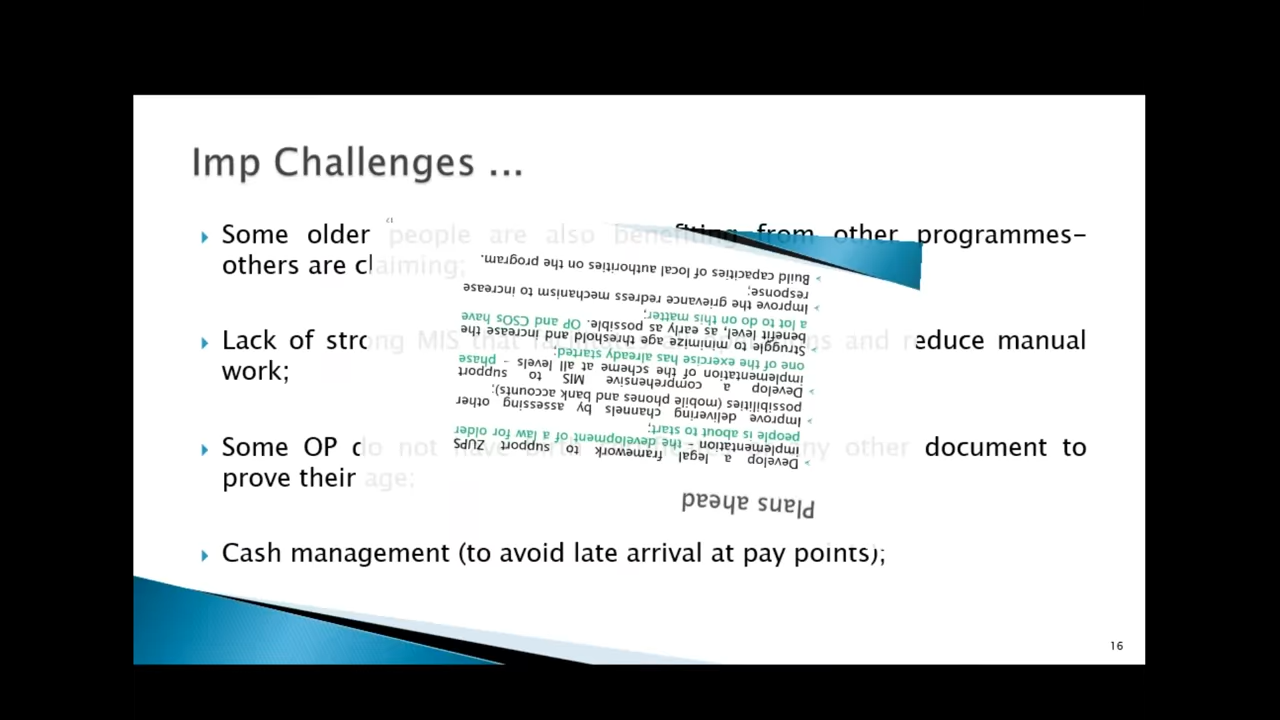 Imp Challenges ...
Some older people are also benefiting from other programmes–
others are claiming;
Lack of strong MIS that and reduce manual
work;
Some OP do not have birth any other document to
prove their age;
Cash management (to avoid late arrival at pay points);
16
Plans ahead
Develop a legal framework to support ZUPS
implementation – the development of a law for older
people is about to start;
Improve delivering channels by assessing other
possibilities (mobile phones and bank accounts);
Develop a comprehensive MIS to support
implementation of the scheme at all levels – phase
one of the exercise has already started;
Struggle to minimize age threshold and increase the
benefit level, as early as possible. OP and CSOs have
a lot to do on this matter;
Improve the grievance redress mechanism to increase
response;
Build capacities of local authorities on the program.
17